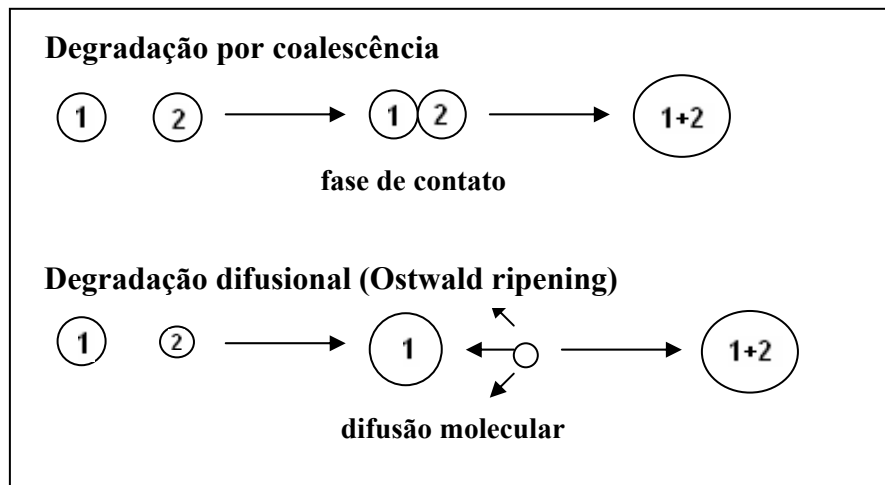 Degradação por coalescência
1 2 1 2 1+2
fase de contato
Degradação difusional (Ostwald ripening)
1 2 1 1+2
difusão molecular